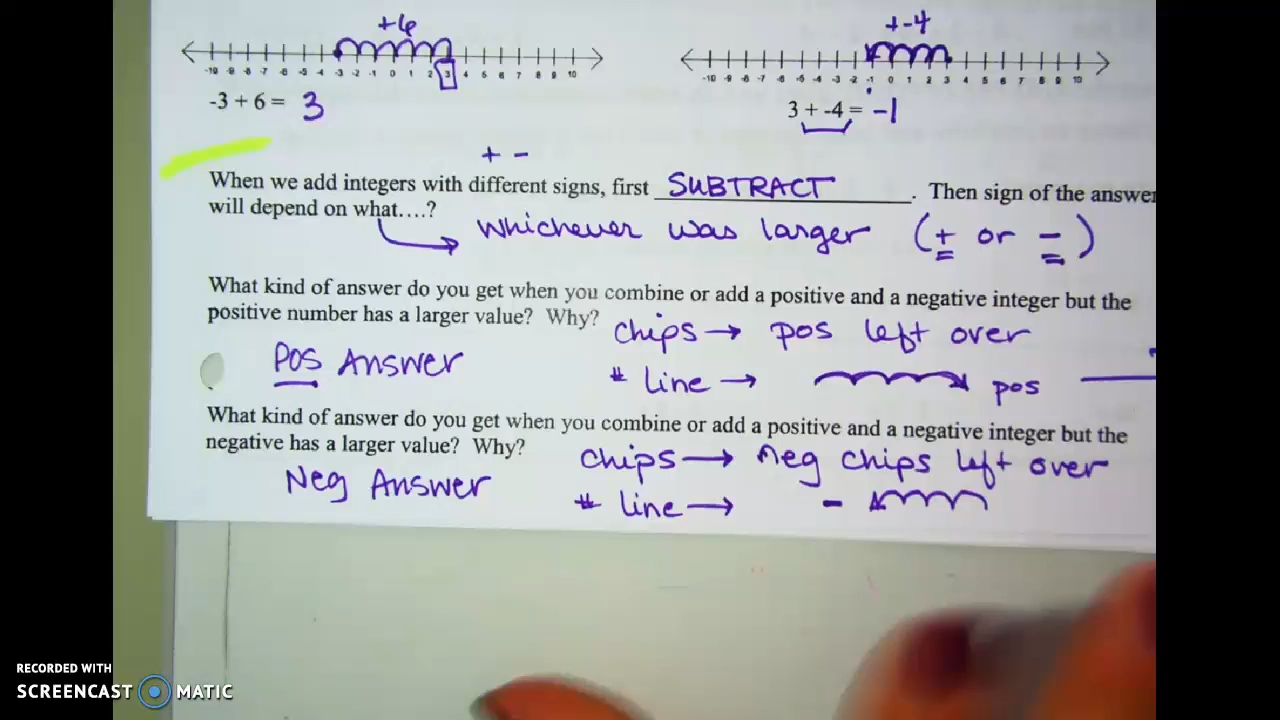 +6
+-4
-10 -9 -8 -7 -6 -5 -4 -3 -2 -1 0 1 2 3 4 5 6 7 8 9 10
-10 -9 -8 -7 -6 -5 -4 -3 -2 -1 0 1 2 3 4 5 6 7 8 9 10
-3 + 6 = 3
3 + -4 = -1
+ -
When we add integers with different signs, first SUBTRACT. Then sign of the answer
will depend on what....?
whichever was larger (+ or -)
What kind of answer do you get when you combine or add a positive and a negative integer but the
positive number has a larger value? Why?
chips → pos left over
Pos Answer
# line → pos
What kind of answer do you get when you combine or add a positive and a negative integer but the
negative has a larger value? Why?
chips → neg chips left over
Neg Answer
# line → -
RECORDED WITH
SCREENCAST MATIC